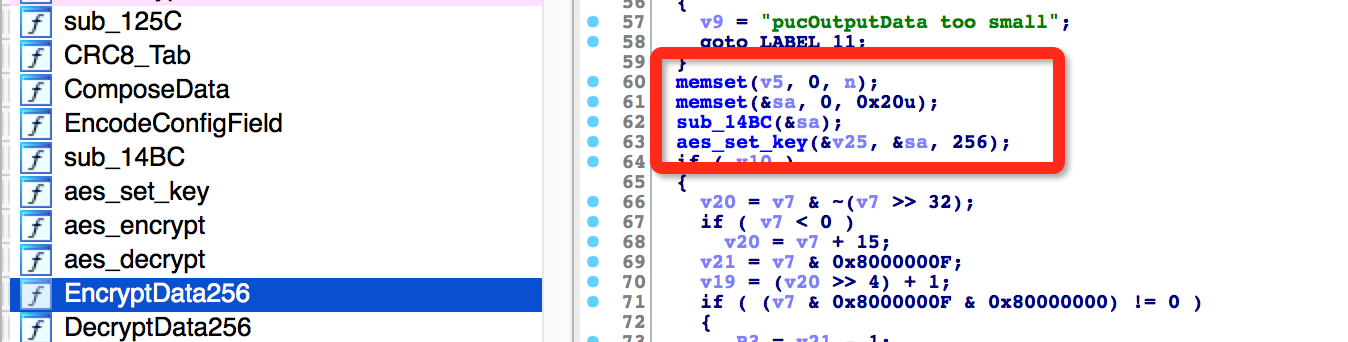 sub_125C
CRC8_Tab
ComposeData
EncodeConfigField
sub_14BC
aes_set_key
aes_encrypt
aes_decrypt
EncryptData256
DecryptData256
56 {
57 v9 = "pucOutputData too small";
58 goto LABEL_11;
59 }
60 memset(v5, 0, n);
61 memset(&sa, 0, 0x20u);
62 sub_14BC(&sa);
63 aes_set_key(&v25, &sa, 256);
64 if ( v10 )
65 {
66 v20 = v7 & ~(v7 >> 32);
67 if ( v7 < 0 )
68 v20 = v7 + 15;
69 v21 = v7 & 0x8000000F;
70 v19 = (v20 >> 4) + 1;
71 if ( (v7 & 0x8000000F & 0x80000000) != 0 )
72 {
73 = v21 - 1;